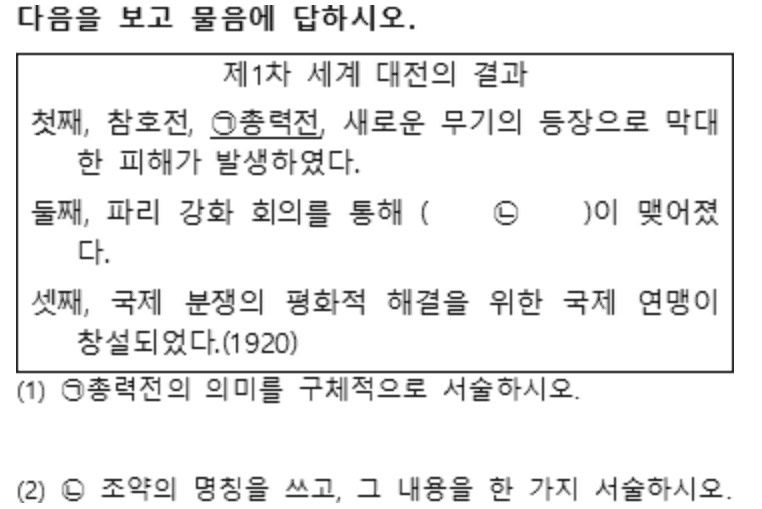 다음을 보고 물음에 답하시오.
제1차 세계 대전의 결과
첫째, 참호전, ㉠총력전, 새로운 무기의 등장으로 막대
한 피해가 발생하였다.
둘째, 파리 강화 회의를 통해 ( ㉡ )이 맺어졌
다.
셋째, 국제 분쟁의 평화적 해결을 위한 국제 연맹이
창설되었다.(1920)
(1) ㉠총력전의 의미를 구체적으로 서술하시오.
(2) ㉡ 조약의 명칭을 쓰고, 그 내용을 한 가지 서술하시오.